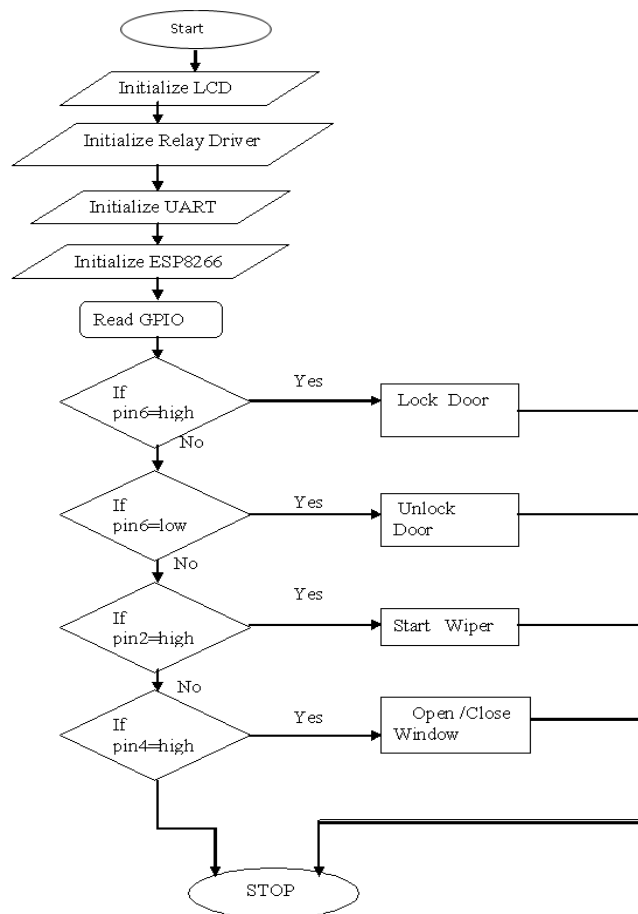 Start
Initialize LCD
Initialize Relay Driver
Initialize UART
Initialize ESP8266
Read GPIO
If
pin6=high
Yes
Lock Door
No
If
pin6=low
Yes
Unlock
Door
No
If
pin2=high
Yes
Start Wiper
No
If
pin4=high
Yes
Open /Close
Window
STOP